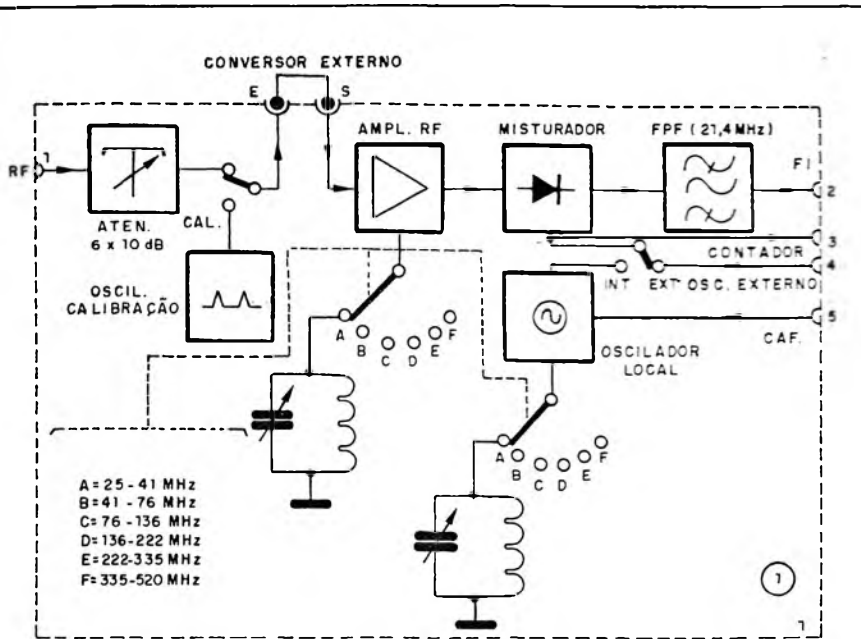 CONVERSOR EXTERNO
E S
AMPL. RF
MISTURADOR
FPF (21,4MHz)
RF
1
FI
2
ATEN.
6 x 10 dB
CAL.
3
CONTADOR
4
INT
EXT
OSC. EXTERNO
OSCIL.
CALIBRAÇÃO
5
CAF.
OSCILADOR
LOCAL
A
B
C
D
E
F
A
B
C
D
E
F
A=25-41 MHz
B=41-76 MHz
C=76-136 MHz
D=136-222 MHz
E=222-335 MHz
F=335-520 MHz
1
1